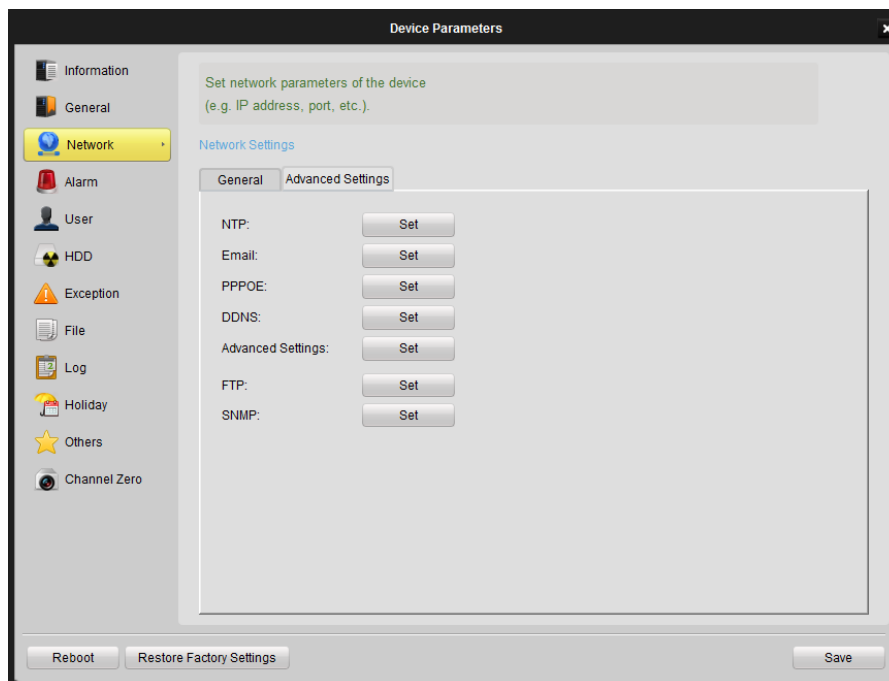 Device Parameters
Information
General
Network
Alarm
User
HDD
Exception
File
Log
Holiday
Others
Channel Zero
Set network parameters of the device
(e.g. IP address, port, etc.).
Network Settings
General Advanced Settings
NTP: Set
Email: Set
PPPOE: Set
DDNS: Set
Advanced Settings: Set
FTP: Set
SNMP: Set
Reboot Restore Factory Settings Save